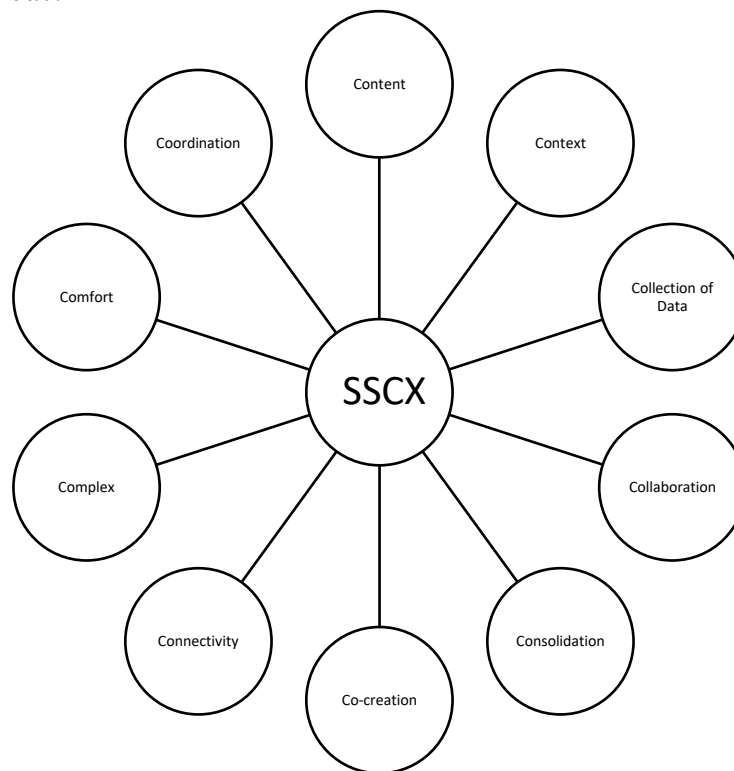 Content
Context
Collection of
Data
Collaboration
Consolidation
Co-creation
Connectivity
Complex
Comfort
Coordination
SSCX